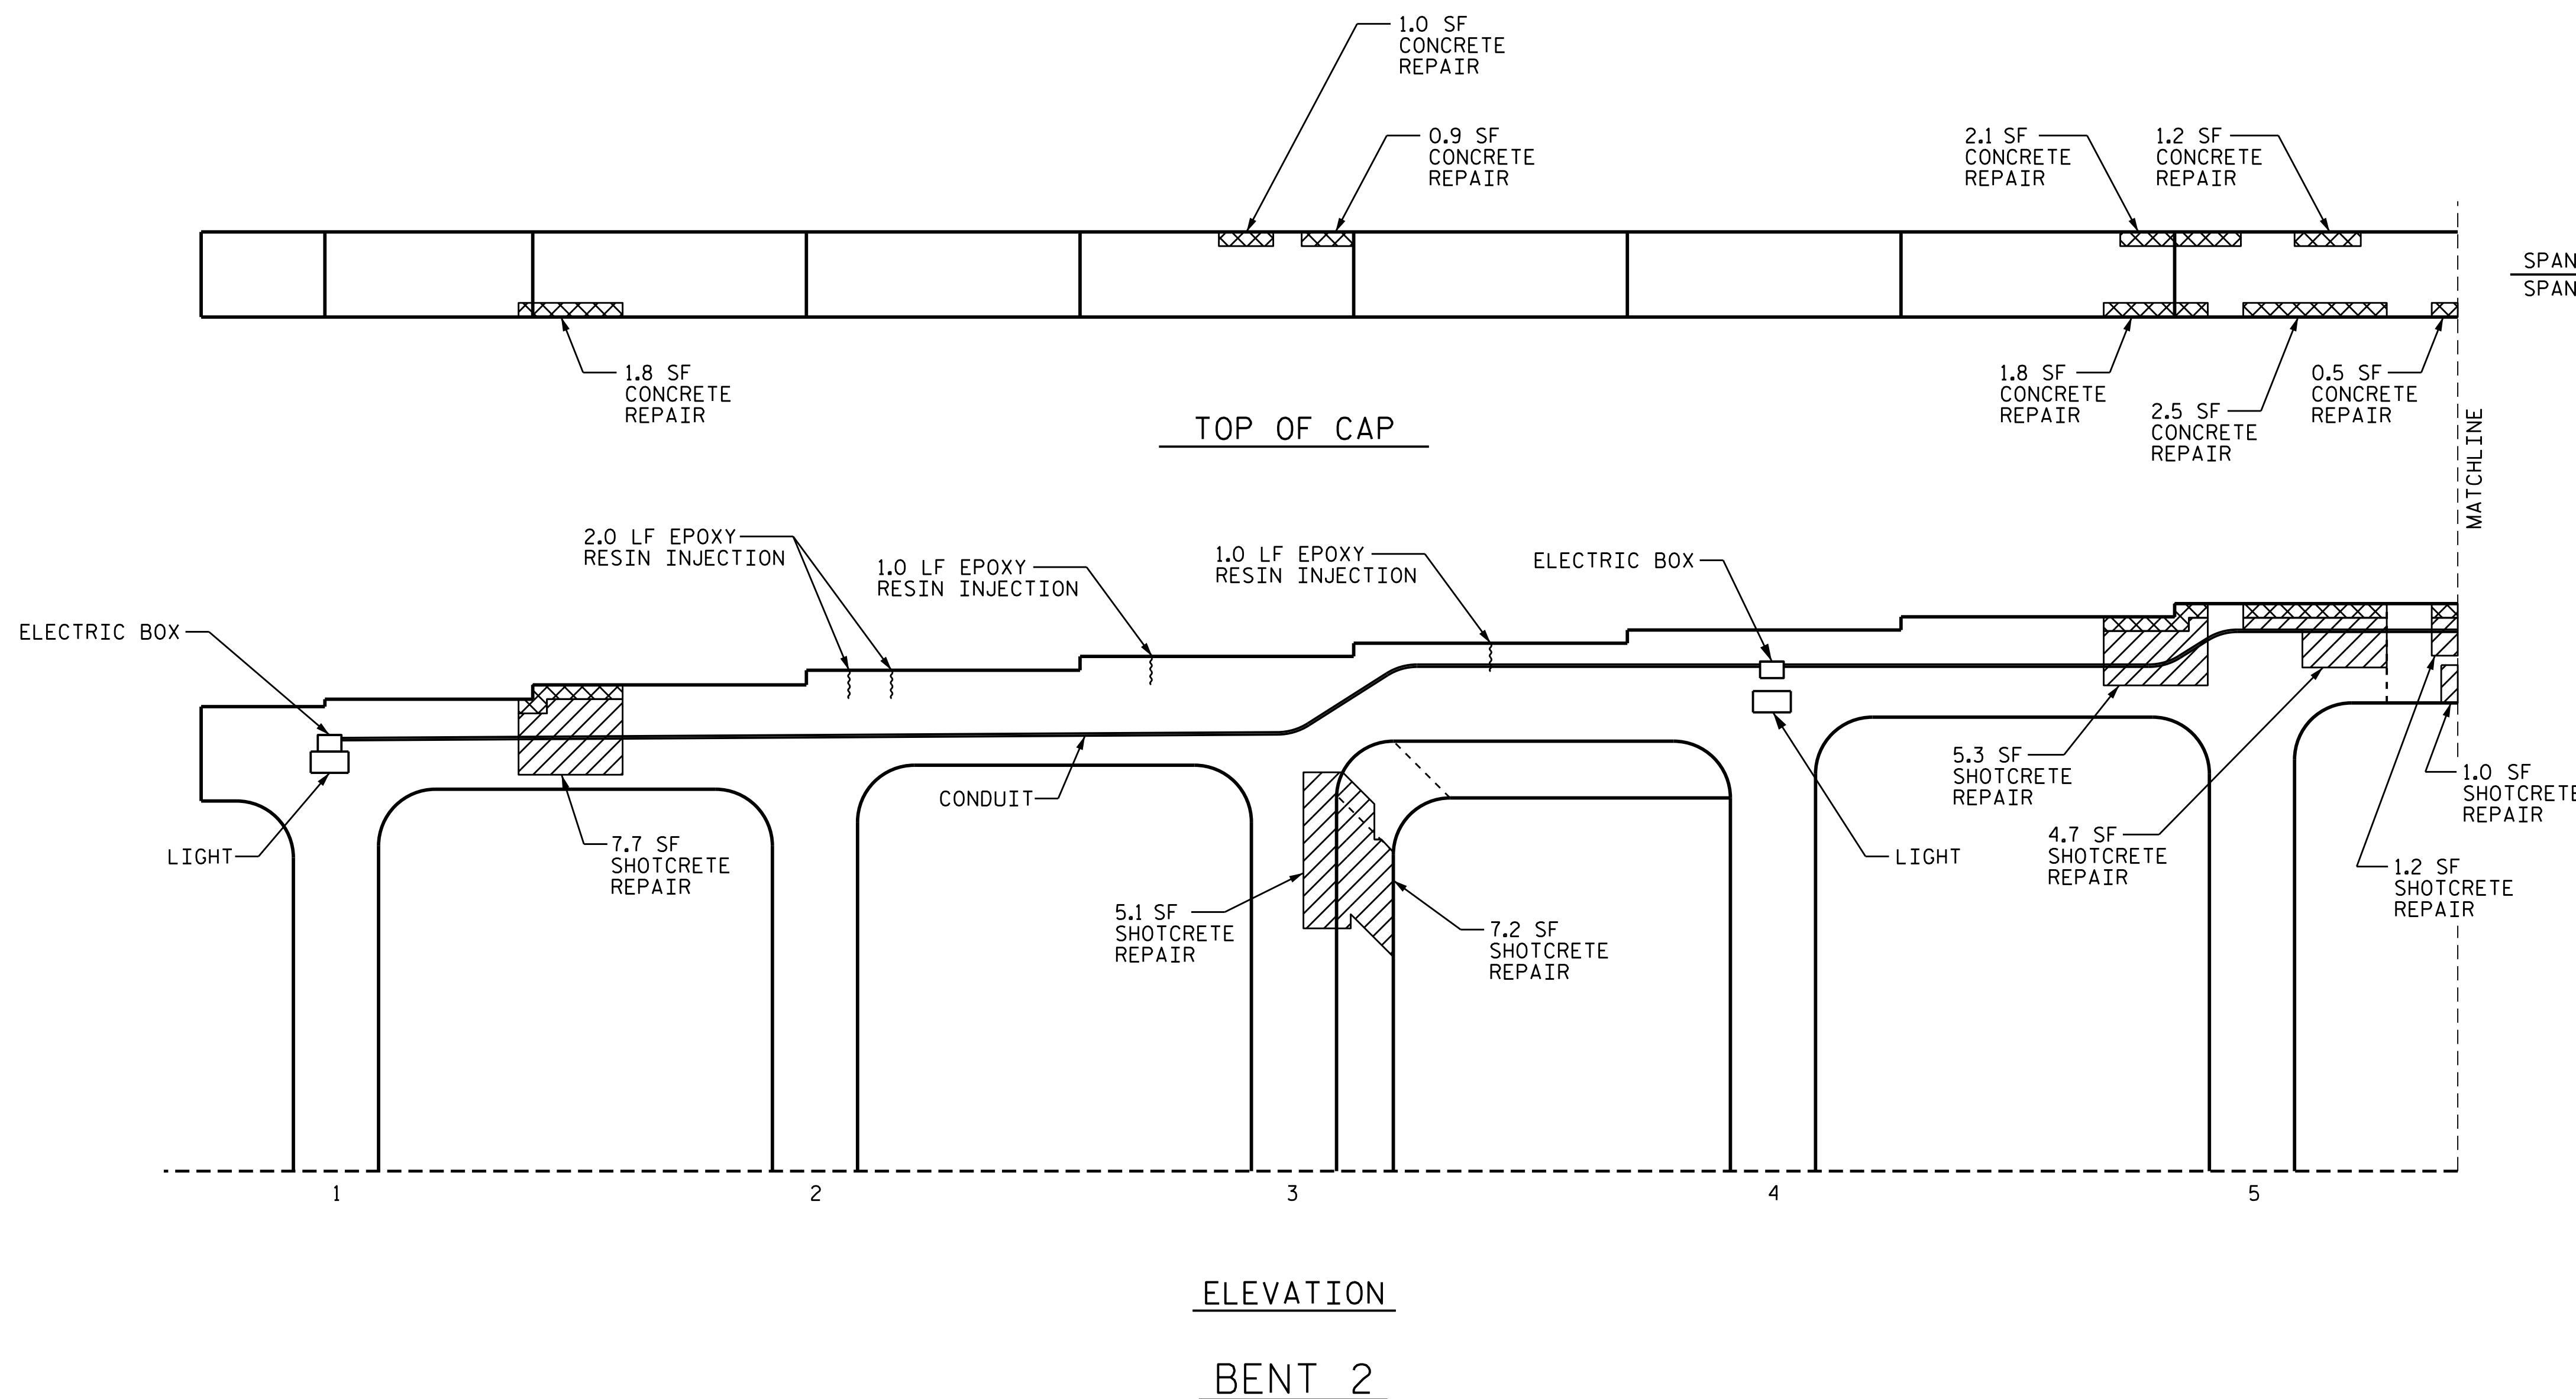 1.0 SF
CONCRETE
REPAIR
0.9 SF
CONCRETE
REPAIR
2.1 SF
CONCRETE
REPAIR
1.2 SF
CONCRETE
REPAIR
SPAN
SPAN
1.8 SF
CONCRETE
REPAIR
1.8 SF
CONCRETE
REPAIR
2.5 SF
CONCRETE
REPAIR
0.5 SF
CONCRETE
REPAIR
TOP OF CAP
MATCHLINE
2.0 LF EPOXY
RESIN INJECTION
1.0 LF EPOXY
RESIN INJECTION
1.0 LF EPOXY
RESIN INJECTION
ELECTRIC BOX
ELECTRIC BOX
LIGHT
7.7 SF
SHOTCRETE
REPAIR
CONDUIT
5.1 SF
SHOTCRETE
REPAIR
7.2 SF
SHOTCRETE
REPAIR
LIGHT
5.3 SF
SHOTCRETE
REPAIR
4.7 SF
SHOTCRETE
REPAIR
1.0 SF
SHOTCRETE
REPAIR
1.2 SF
SHOTCRETE
REPAIR
1
2
3
4
5
ELEVATION
BENT 2